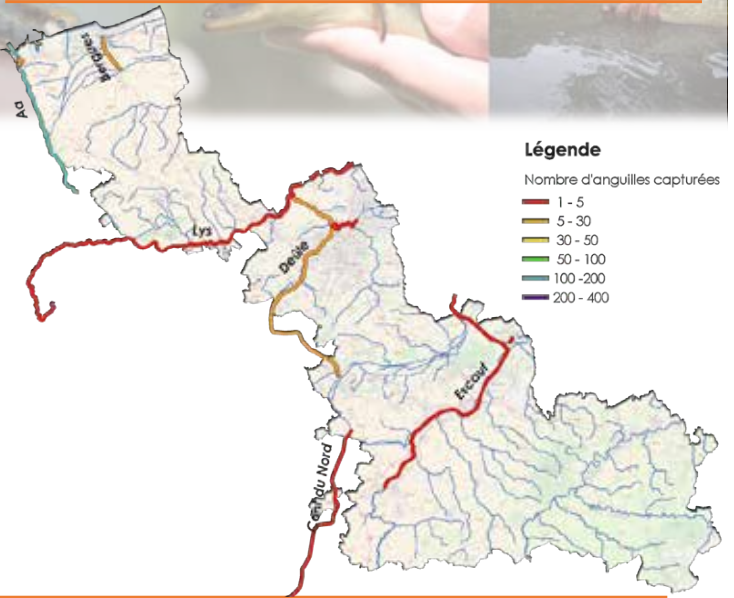 Bergues
Aa
Légende
Nombre d'anguilles capturées
1 - 5
5 - 30
30 - 50
50 - 100
100 -200
200 - 400
Lys
Deûle
Escaut
Canal du Nord